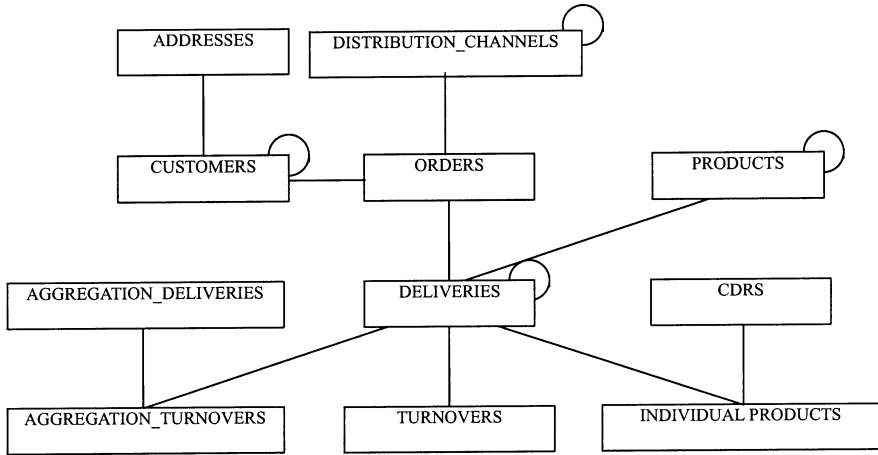 ADDRESSES
DISTRIBUTION_CHANNELS
CUSTOMERS
ORDERS
PRODUCTS
AGGREGATION_DELIVERIES
DELIVERIES
CDRS
AGGREGATION_TURNOVERS
TURNOVERS
INDIVIDUAL PRODUCTS